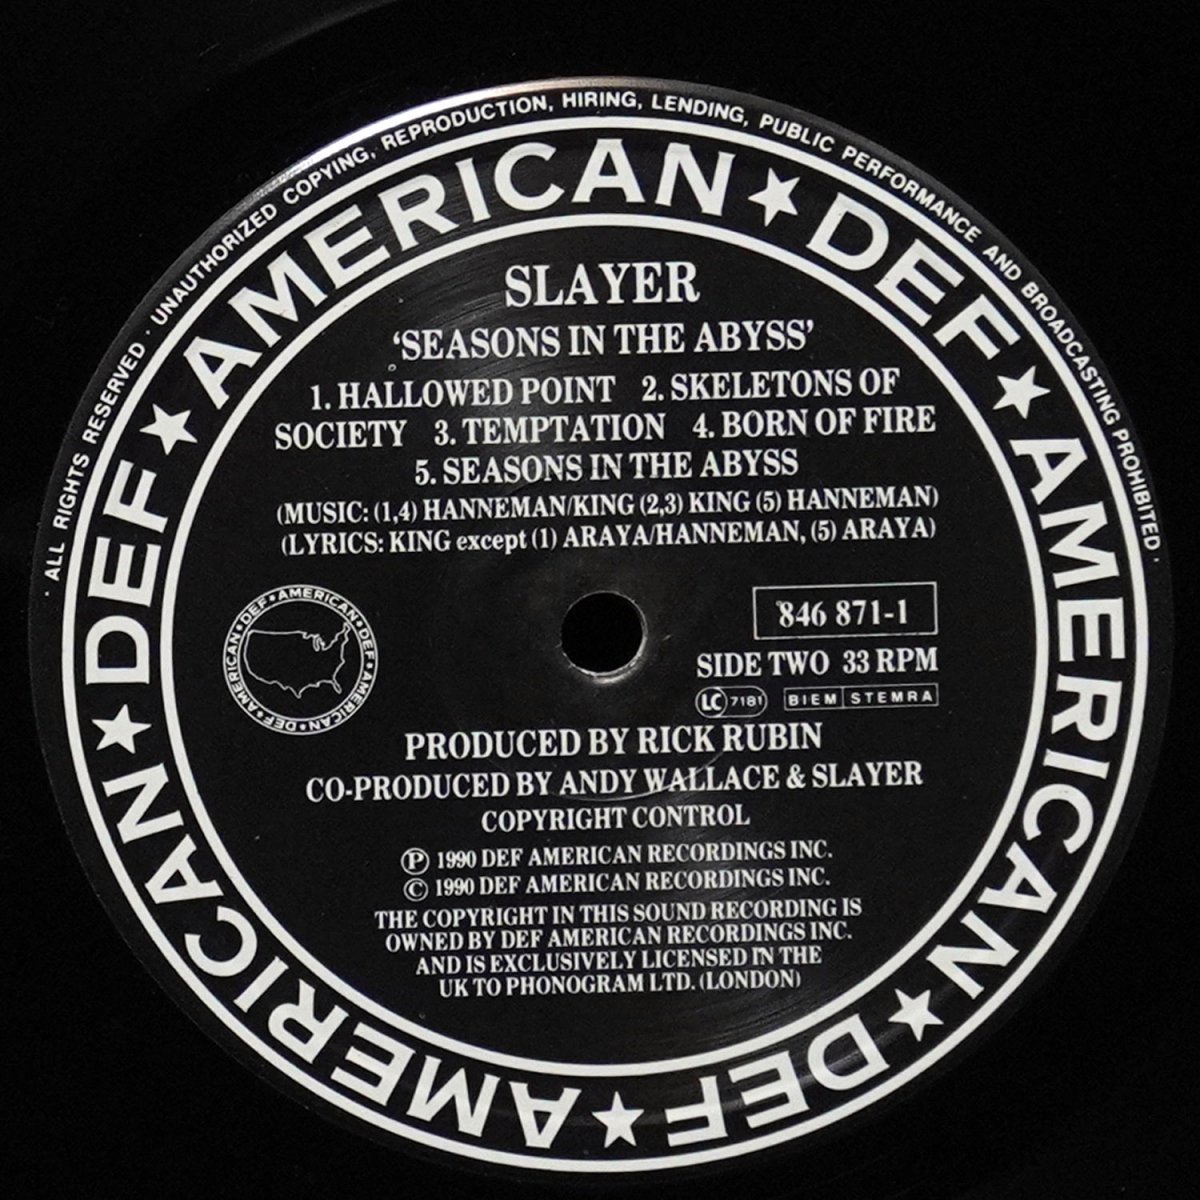 · ALL RIGHTS RESERVED · UNAUTHORIZED COPYING, REPRODUCTION, HIRING, LENDING, PUBLIC PERFORMANCE AND BROADCASTING PROHIBITED ·
AMERICAN ★ DEF ★ AMERICAN ★ DEF ★ AMERICAN ★ DEF ★
SLAYER
‘SEASONS IN THE ABYSS’
1. HALLOWED POINT 2. SKELETONS OF
SOCIETY 3. TEMPTATION 4. BORN OF FIRE
5. SEASONS IN THE ABYSS
(MUSIC: (1,4) HANNEMAN/KING (2,3) KING (5) HANNEMAN)
(LYRICS: KING except (1) ARAYA/HANNEMAN, (5) ARAYA)
DEF ★ AMERICAN ★ DEF ★ AMERICAN ★ DEF ★ AMERICAN
846 871-1
SIDE TWO 33 RPM
LC 7181 BIEM STEMRA
PRODUCED BY RICK RUBIN
CO-PRODUCED BY ANDY WALLACE & SLAYER
COPYRIGHT CONTROL
Ⓟ 1990 DEF AMERICAN RECORDINGS INC.
© 1990 DEF AMERICAN RECORDINGS INC.
THE COPYRIGHT IN THIS SOUND RECORDING IS
OWNED BY DEF AMERICAN RECORDINGS INC.
AND IS EXCLUSIVELY LICENSED IN THE
UK TO PHONOGRAM LTD. (LONDON)